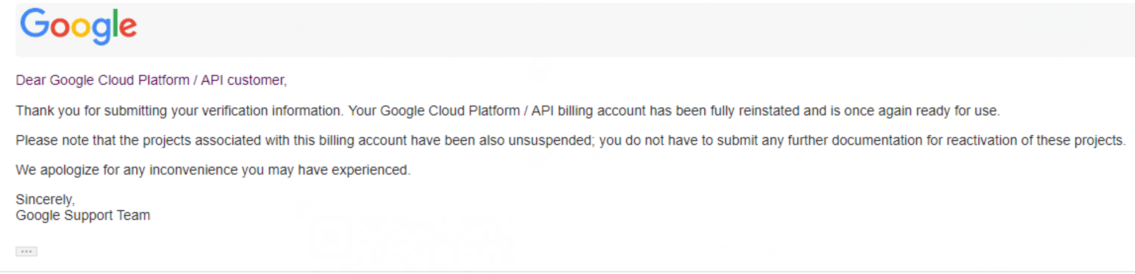 Google
Dear Google Cloud Platform / API customer,
Thank you for submitting your verification information. Your Google Cloud Platform / API billing account has been fully reinstated and is once again ready for use.
Please note that the projects associated with this billing account have been also unsuspended; you do not have to submit any further documentation for reactivation of these projects.
We apologize for any inconvenience you may have experienced.
Sincerely,
Google Support Team